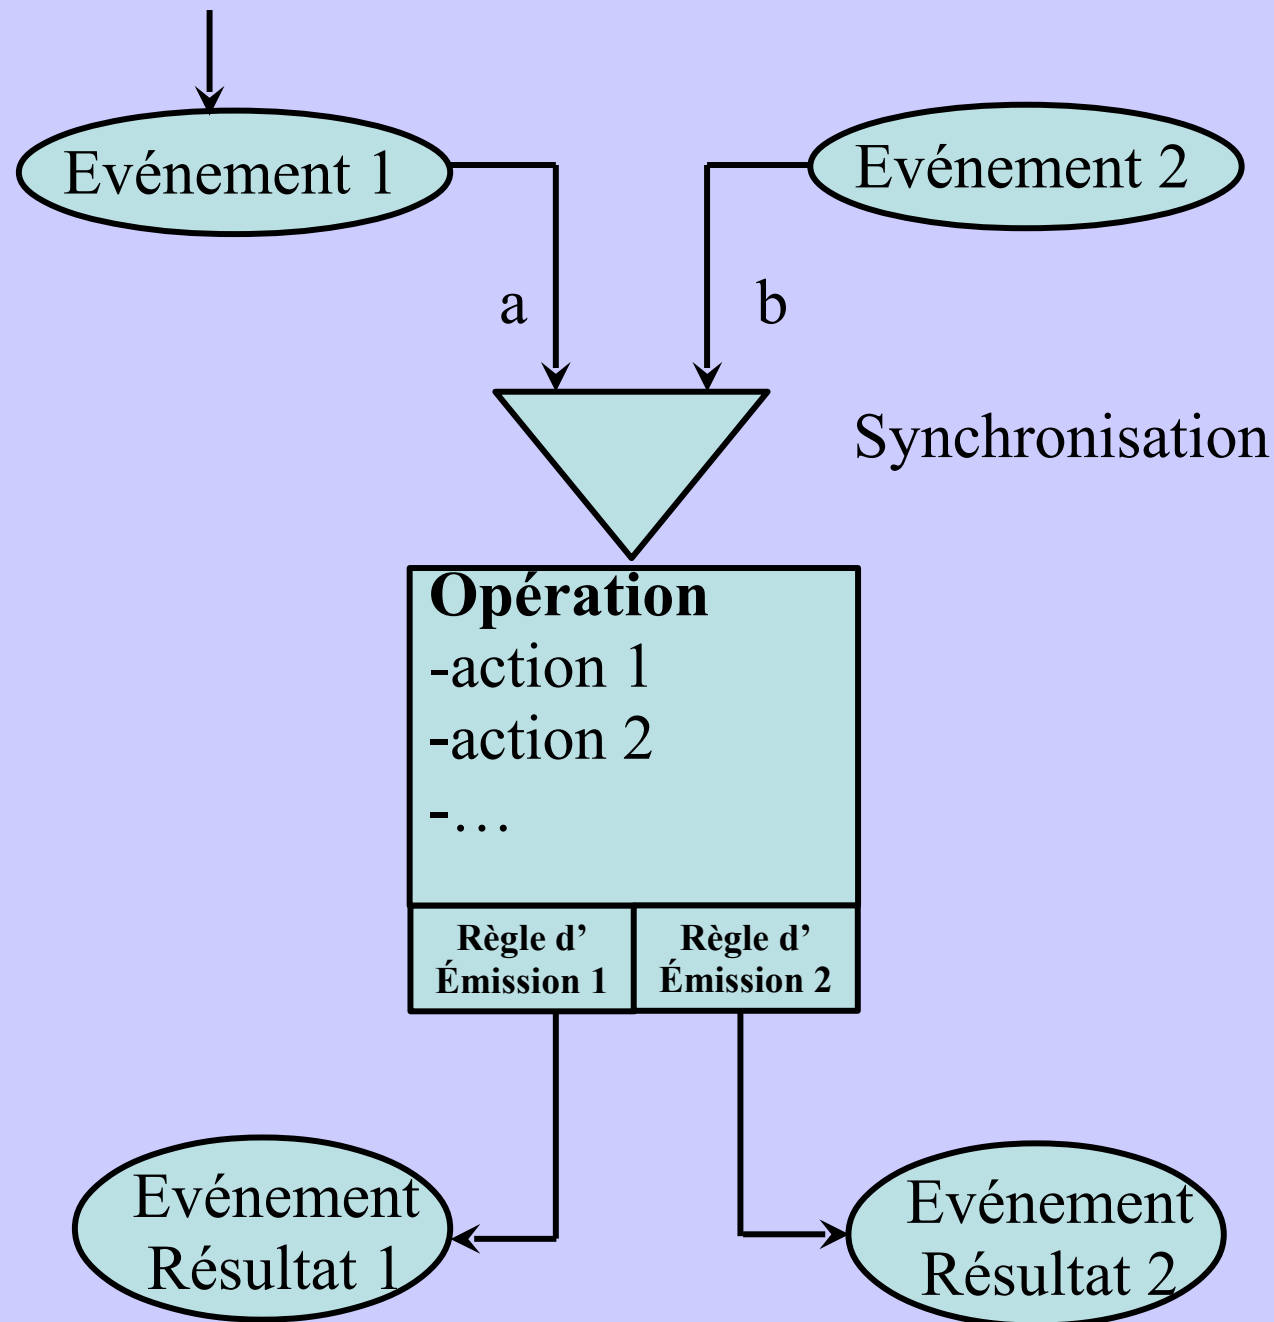 Evénement 1
Evénement 2
a
b
Synchronisation
Opération
-action 1
-action 2
-…
Règle d’
Émission 1
Règle d’
Émission 2
Evénement
Résultat 1
Evénement
Résultat 2